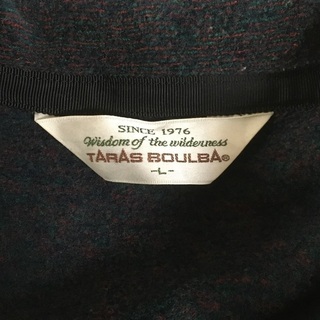 SINCE 1976
Wisdom of the wilderness
TARAS BOULBA®
-L-